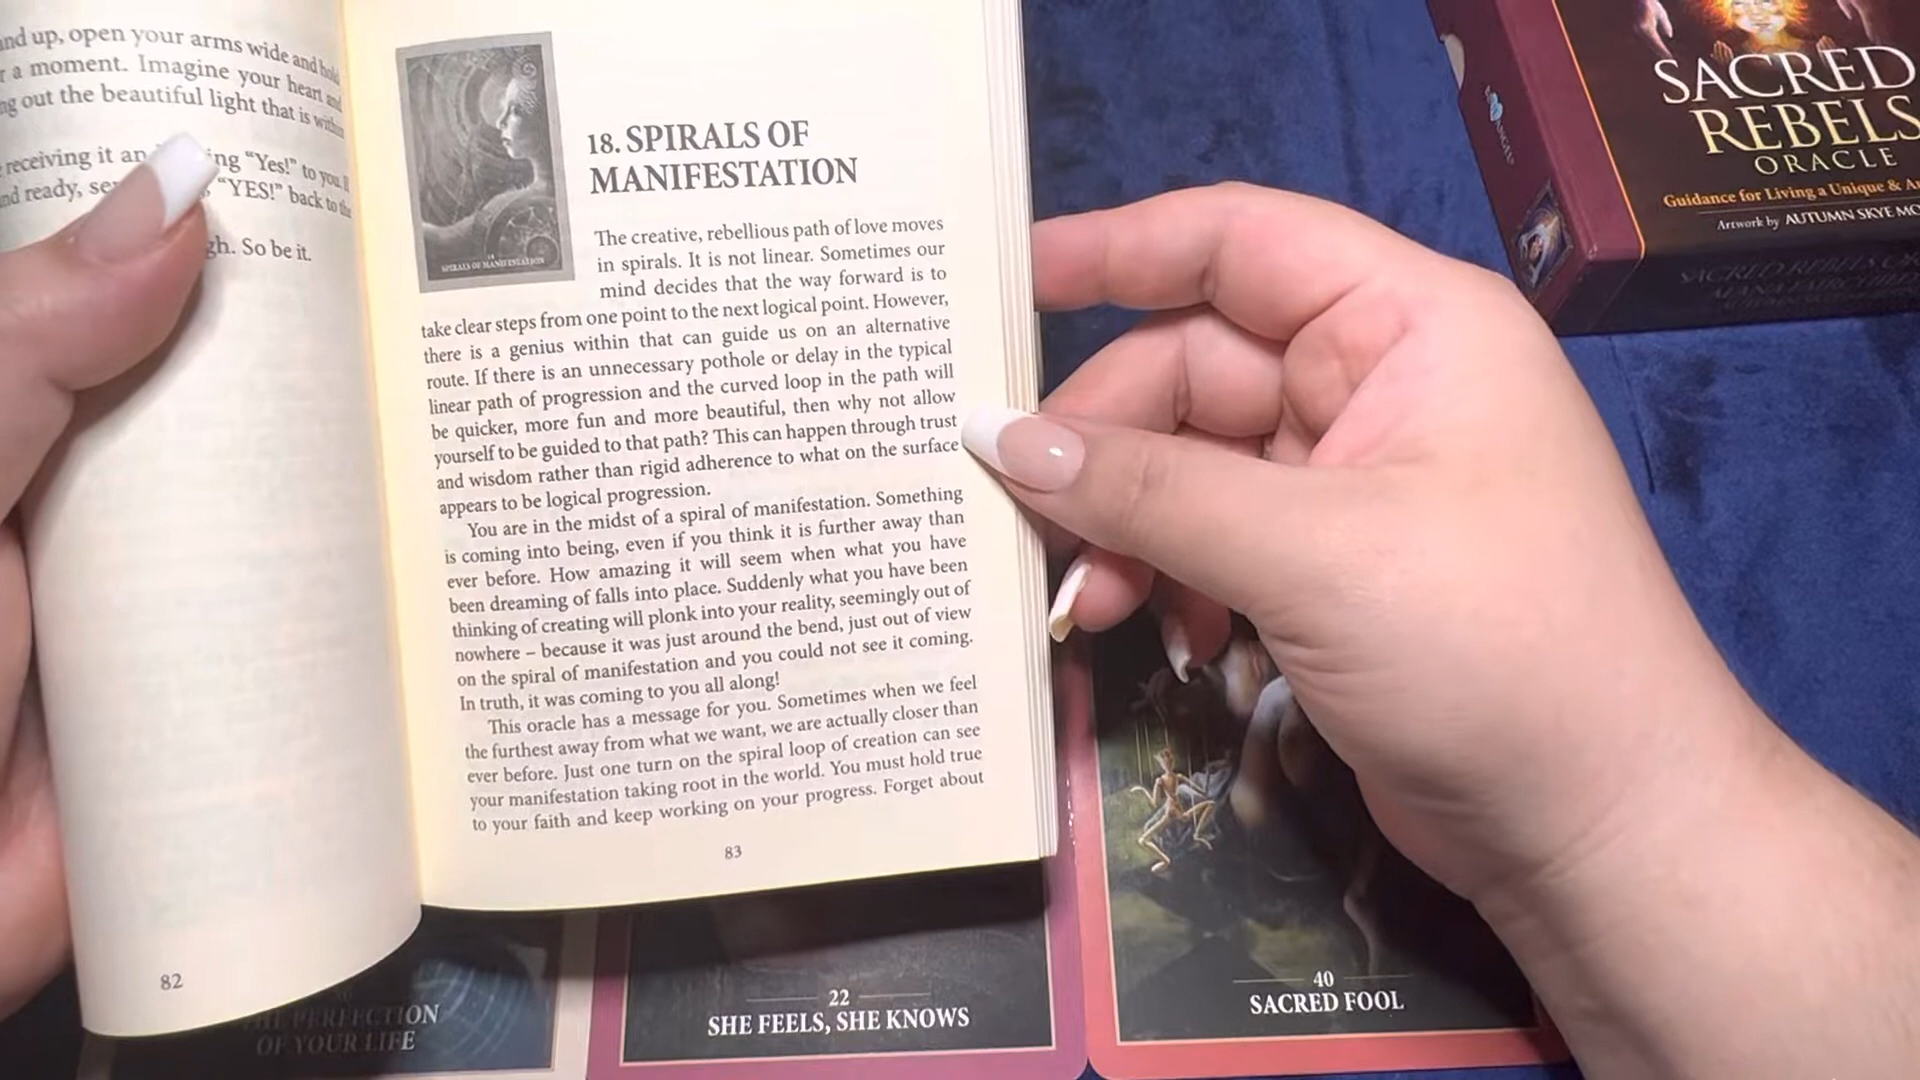 nd up, open your arms wide and hold
r a moment. Imagine your heart and
ng out the beautiful light that is within
receiving it an ing "Yes!" to you
nd ready, se "YES!" back to the
gh. So be it.
82
18
SPIRALS OF MANIFESTATION
18. SPIRALS OF
MANIFESTATION
The creative, rebellious path of love moves
in spirals. It is not linear. Sometimes our
mind decides that the way forward is to
take clear steps from one point to the next logical point. However,
there is a genius within that can guide us on an alternative
route. If there is an unnecessary pothole or delay in the typical
linear path of progression and the curved loop in the path will
be quicker, more fun and more beautiful, then why not allow
yourself to be guided to that path? This can happen through trust
and wisdom rather than rigid adherence to what on the surface
appears to be logical progression.
You are in the midst of a spiral of manifestation. Something
is coming into being, even if you think it is further away than
ever before. How amazing it will seem when what you have
been dreaming of falls into place. Suddenly what you have been
thinking of creating will plonk into your reality, seemingly out of
nowhere – because it was just around the bend, just out of view
on the spiral of manifestation and you could not see it coming.
In truth, it was coming to you all along!
This oracle has a message for you. Sometimes when we feel
the furthest away from what we want, we are actually closer than
ever before. Just one turn on the spiral loop of creation can see
your manifestation taking root in the world. You must hold true
to your faith and keep working on your progress. Forget about
83
SACRED
REBELS
ORACLE
Guidance for Living a Unique & Au
Artwork by AUTUMN SKYE MO
SACRED REBELS
PERFECTION
OF YOUR LIFE
22
SHE FEELS, SHE KNOWS
40
SACRED FOOL